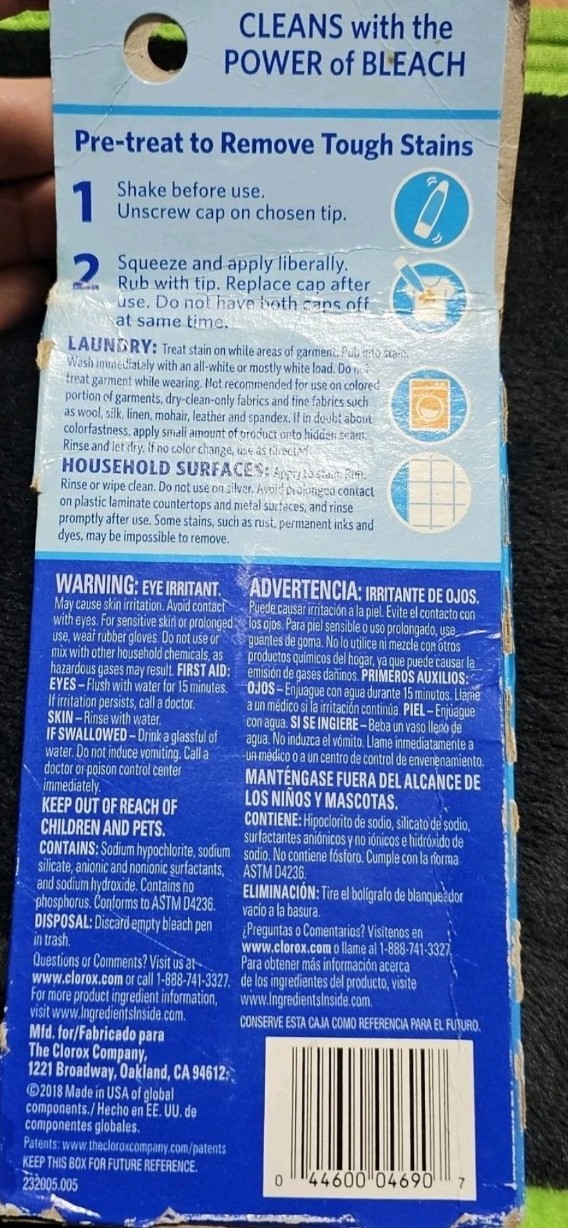 CLEANS with the
POWER of BLEACH
Pre-treat to Remove Tough Stains
1 Shake before use.
Unscrew cap on chosen tip.
2 Squeeze and apply liberally.
Rub with tip. Replace cap after
use. Do not have both caps off
at same time.
LAUNDRY: Treat stain on white areas of garment. Rub into stain.
Wash immediately with an all-white or mostly white load. Do not
treat garment while wearing. Not recommended for use on colored
portion of garments, dry-clean-only fabrics and fine fabrics such
as wool, silk, linen, mohair, leather and spandex. If in doubt about
colorfastness, apply small amount of product onto hidden seam.
Rinse and let dry. If no color change, use as directed.
HOUSEHOLD SURFACES: Apply to stain. Rub.
Rinse or wipe clean. Do not use on silver. Avoid prolonged contact
on plastic laminate countertops and metal surfaces, and rinse
promptly after use. Some stains, such as rust, permanent inks and
dyes, may be impossible to remove.
WARNING: EYE IRRITANT.
May cause skin irritation. Avoid contact
with eyes. For sensitive skin or prolonged
use, wear rubber gloves. Do not use or
mix with other household chemicals, as
hazardous gases may result. FIRST AID:
EYES – Flush with water for 15 minutes.
If irritation persists, call a doctor.
SKIN – Rinse with water.
IF SWALLOWED – Drink a glassful of
water. Do not induce vomiting. Call a
doctor or poison control center
immediately.
KEEP OUT OF REACH OF
CHILDREN AND PETS.
CONTAINS: Sodium hypochlorite, sodium
silicate, anionic and nonionic surfactants,
and sodium hydroxide. Contains no
phosphorus. Conforms to ASTM D4236.
DISPOSAL: Discard empty bleach pen
in trash.
Questions or Comments? Visit us at
www.clorox.com or call 1-888-741-3327.
For more product ingredient information,
visit www.IngredientsInside.com.
Mfd. for/Fabricado para
The Clorox Company,
1221 Broadway, Oakland, CA 94612.
©2018 Made in USA of global
components./Hecho en EE. UU. de
componentes globales.
Patents: www.thecloroxcompany.com/patents
KEEP THIS BOX FOR FUTURE REFERENCE.
232005.005
ADVERTENCIA: IRRITANTE DE OJOS.
Puede causar irritación a la piel. Evite el contacto con
los ojos. Para piel sensible o uso prolongado, use
guantes de goma. No lo utilice ni mezcle con otros
productos químicos del hogar, ya que puede causar la
emisión de gases dañinos. PRIMEROS AUXILIOS:
OJOS – Enjuague con agua durante 15 minutos. Llame
a un médico si la irritación continúa. PIEL – Enjuague
con agua. SI SE INGIERE – Beba un vaso lleno de
agua. No induzca el vómito. Llame inmediatamente a
un médico o a un centro de control de envenenamiento.
MANTÉNGASE FUERA DEL ALCANCE DE
LOS NIÑOS Y MASCOTAS.
CONTIENE: Hipoclorito de sodio, silicato de sodio,
surfactantes aniónicos y no iónicos e hidróxido de
sodio. No contiene fósforo. Cumple con la norma
ASTM D4236.
ELIMINACIÓN: Tire el bolígrafo de blanqueador
vacío a la basura.
¿Preguntas o Comentarios? Visítenos en
www.clorox.com o llame al 1-888-741-3327.
Para obtener más información acerca
de los ingredientes del producto, visite
www.IngredientsInside.com.
CONSERVE ESTA CAJA COMO REFERENCIA PARA EL FUTURO.
0 44600 04690 7